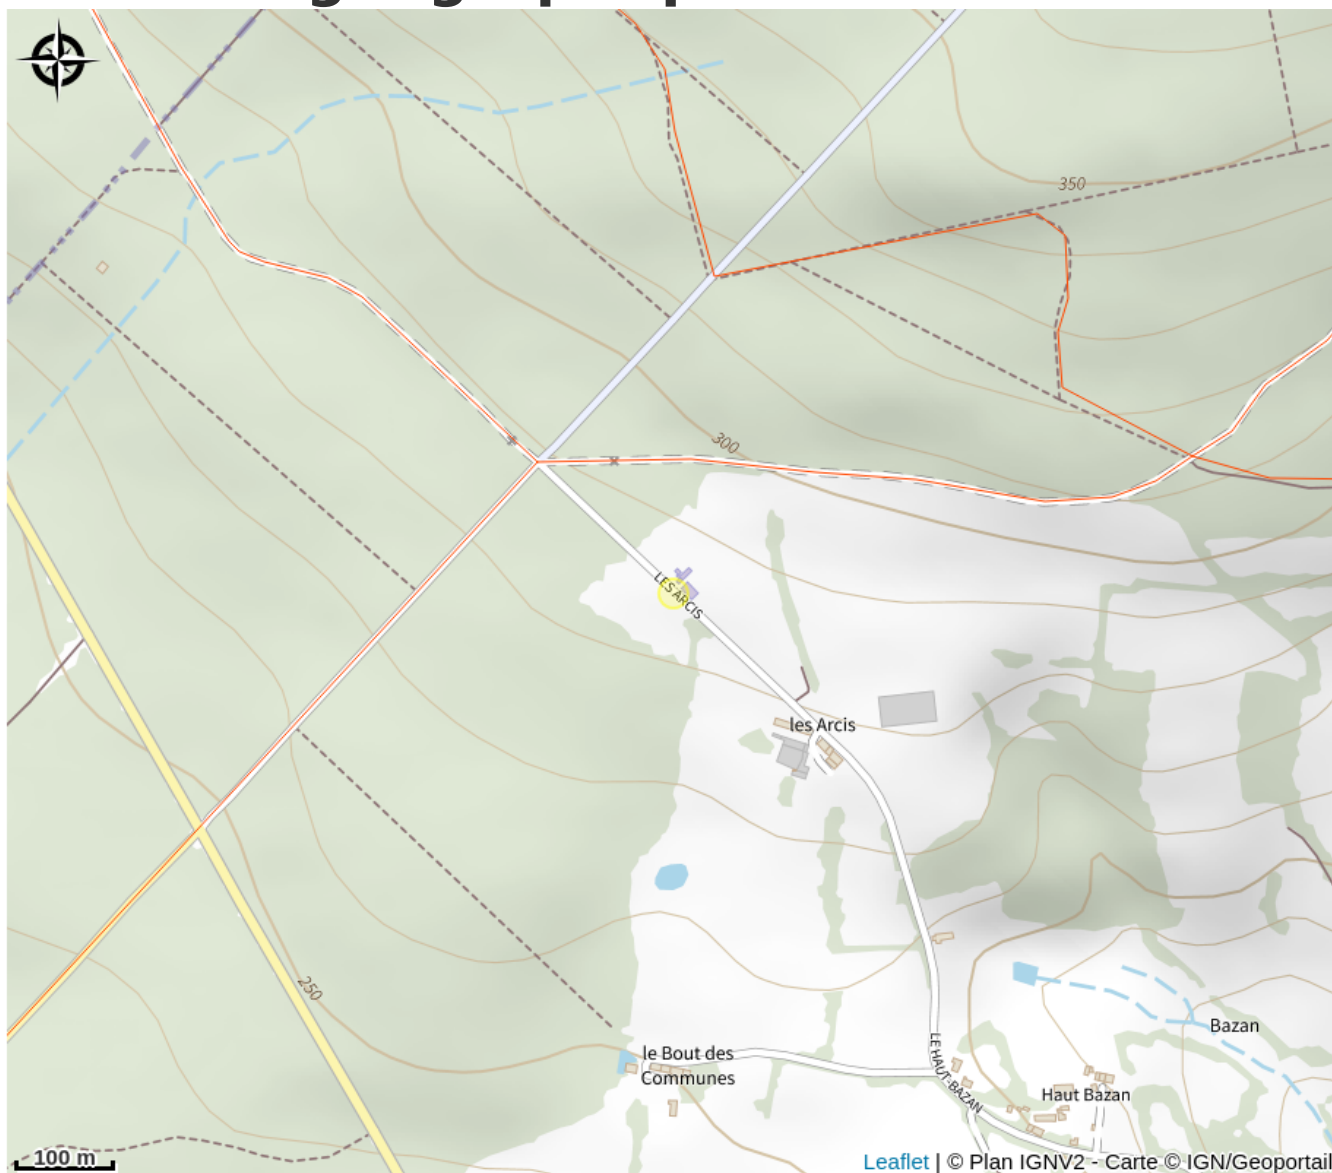 350
300
LES ARCIS
les Arcis
250
Bazan
le Bout des
Communes
LE HAUT-BAZAN
Haut Bazan
100 m
Leaflet | © Plan IGNV2 - Carte © IGN/Geoportail